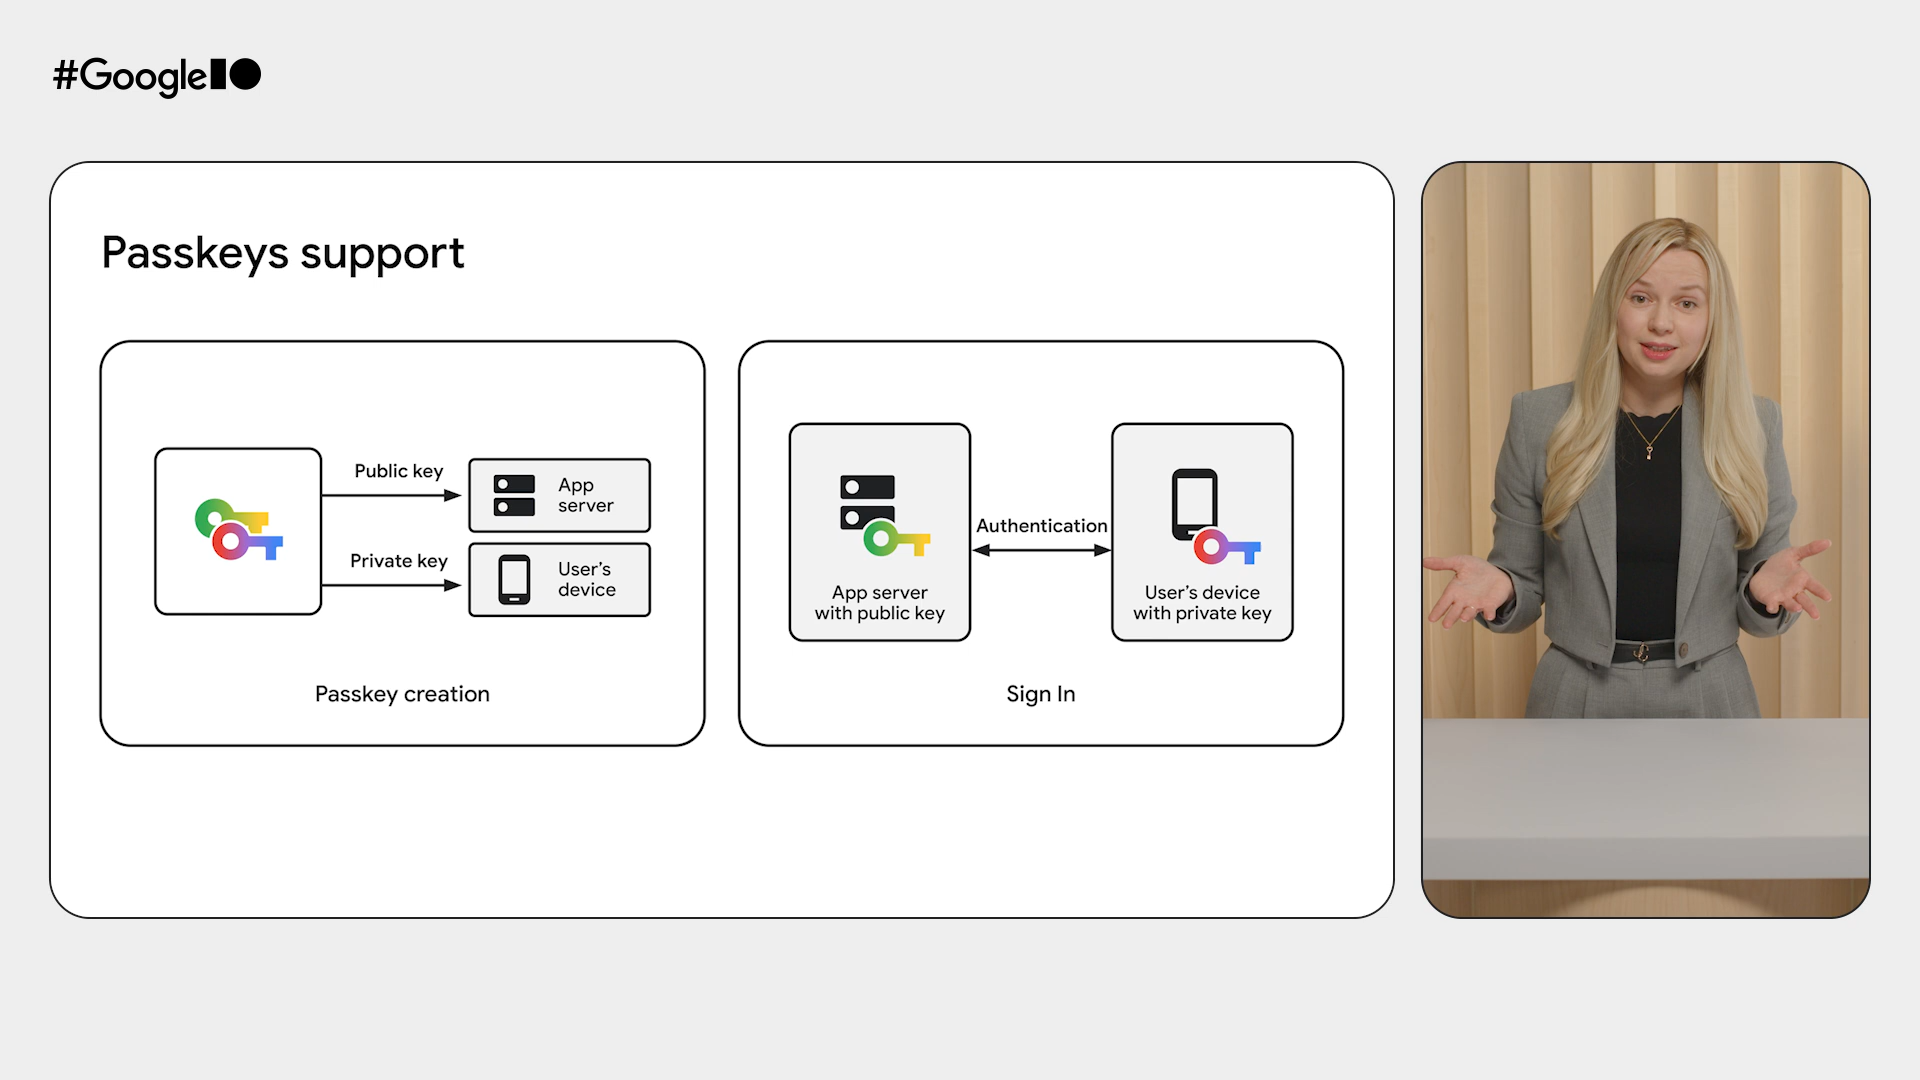 #GoogleIO
Passkeys support
Public key
App
server
Private key
User's
device
Passkey creation
Authentication
App server
with public key
User's device
with private key
Sign In